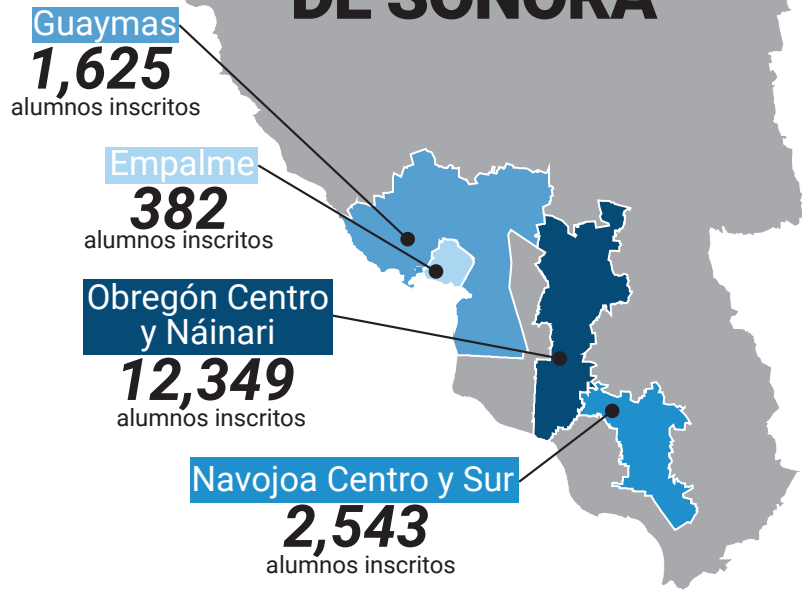 DE SONORA
Guaymas
1,625
alumnos inscritos
Empalme
382
alumnos inscritos
Obregón Centro
y Náinari
12,349
alumnos inscritos
Navojoa Centro y Sur
2,543
alumnos inscritos